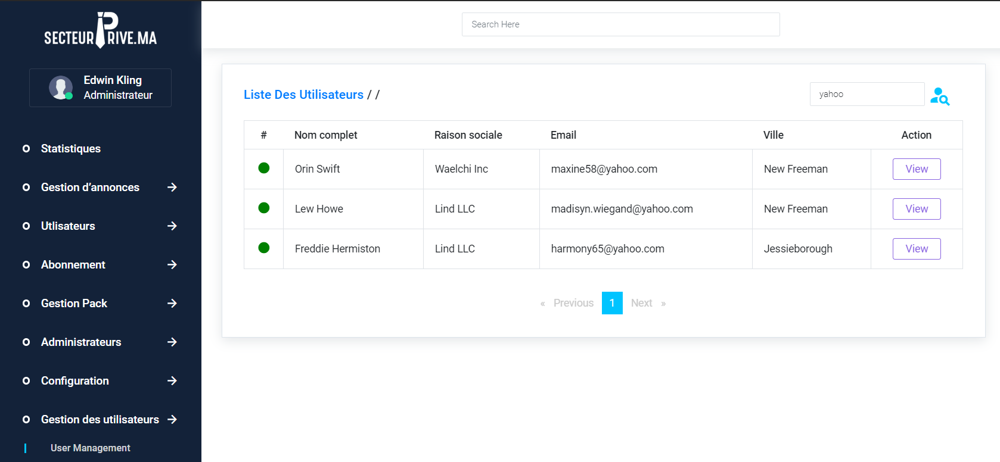 SECTEUR PRIVE.MA
Edwin Kling
Administrateur
Statistiques
Gestion d’annonces
Utlisateurs
Abonnement
Gestion Pack
Administrateurs
Configuration
Gestion des utilisateurs
User Management
Search Here
Liste Des Utilisateurs / /
yahoo
# Nom complet Raison sociale Email Ville Action
Orin Swift Waelchi Inc maxine58@yahoo.com New Freeman View
Lew Howe Lind LLC madisyn.wiegand@yahoo.com New Freeman View
Freddie Hermiston Lind LLC harmony65@yahoo.com Jessieborough View
« Previous 1 Next »